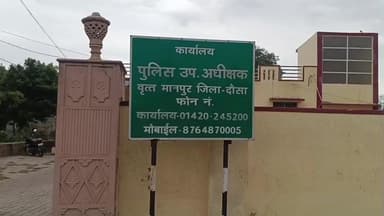 कार्यालय
पुलिस उप. अधीक्षक
वृत्त मानपुर जिला-दौसा
फोन नं.
कार्यालय-01420-245200
मोबाईल-8764870005